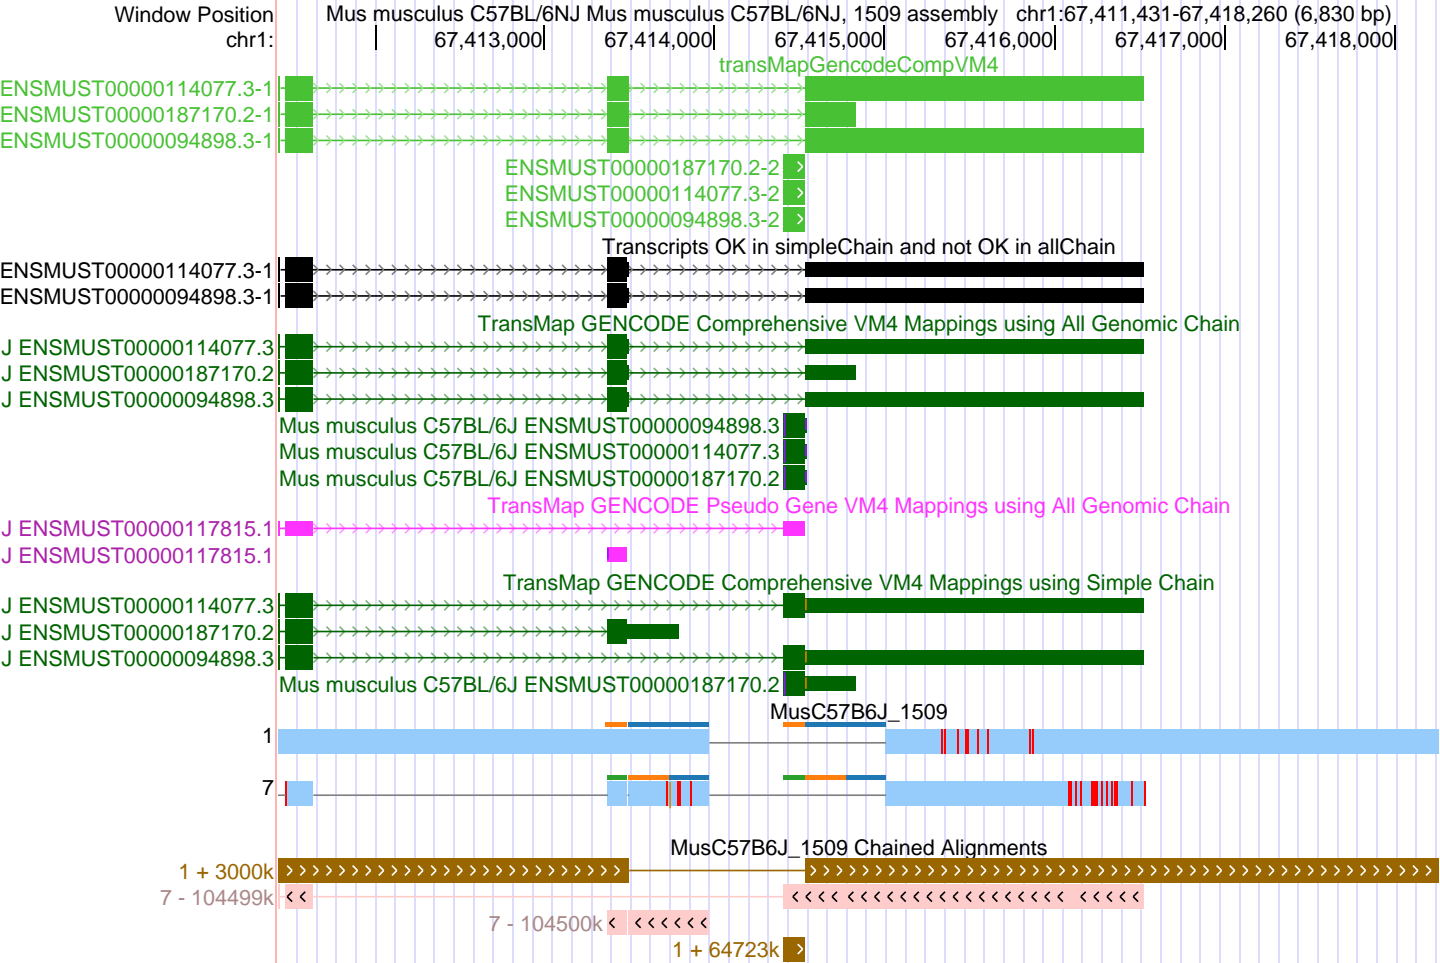 Window Position Mus musculus C57BL/6NJ Mus musculus C57BL/6NJ, 1509 assembly chr1:67,411,431-67,418,260 (6,830 bp)
chr1: 67,413,000 67,414,000 67,415,000 67,416,000 67,417,000 67,418,000
transMapGencodeCompVM4
ENSMUST00000114077.3-1
ENSMUST00000187170.2-1
ENSMUST00000094898.3-1
ENSMUST00000187170.2-2
ENSMUST00000114077.3-2
ENSMUST00000094898.3-2
Transcripts OK in simpleChain and not OK in allChain
ENSMUST00000114077.3-1
ENSMUST00000094898.3-1
TransMap GENCODE Comprehensive VM4 Mappings using All Genomic Chain
J ENSMUST00000114077.3
J ENSMUST00000187170.2
J ENSMUST00000094898.3
Mus musculus C57BL/6J ENSMUST00000094898.3
Mus musculus C57BL/6J ENSMUST00000114077.3
Mus musculus C57BL/6J ENSMUST00000187170.2
TransMap GENCODE Pseudo Gene VM4 Mappings using All Genomic Chain
J ENSMUST00000117815.1
J ENSMUST00000117815.1
TransMap GENCODE Comprehensive VM4 Mappings using Simple Chain
J ENSMUST00000114077.3
J ENSMUST00000187170.2
J ENSMUST00000094898.3
Mus musculus C57BL/6J ENSMUST00000187170.2
MusC57B6J_1509
1
7
MusC57B6J_1509 Chained Alignments
1 + 3000k
7 - 104499k
7 - 104500k
1 + 64723k